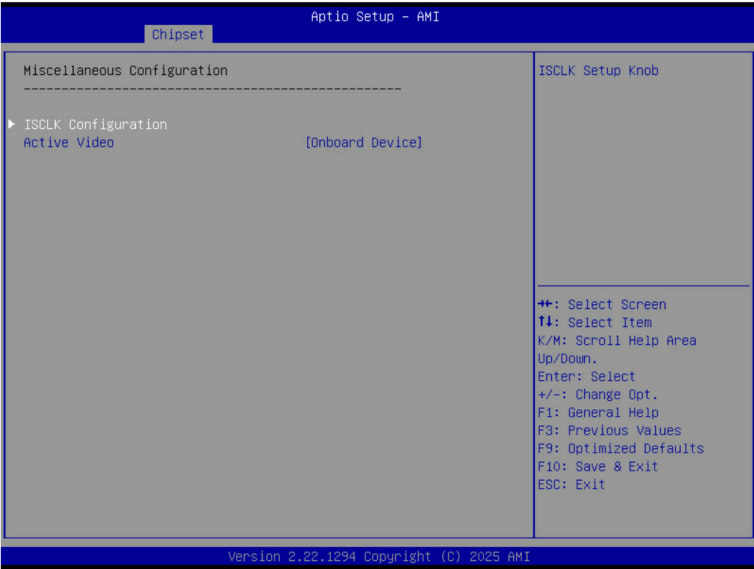 Aptio Setup – AMI
Chipset
Miscellaneous Configuration
--------------------------------------------------
ISCLK Configuration
Active Video [Onboard Device]
ISCLK Setup Knob
→←: Select Screen
↑↓: Select Item
K/M: Scroll Help Area
Up/Down.
Enter: Select
+/-: Change Opt.
F1: General Help
F3: Previous Values
F9: Optimized Defaults
F10: Save & Exit
ESC: Exit
Version 2.22.1294 Copyright (C) 2025 AMI